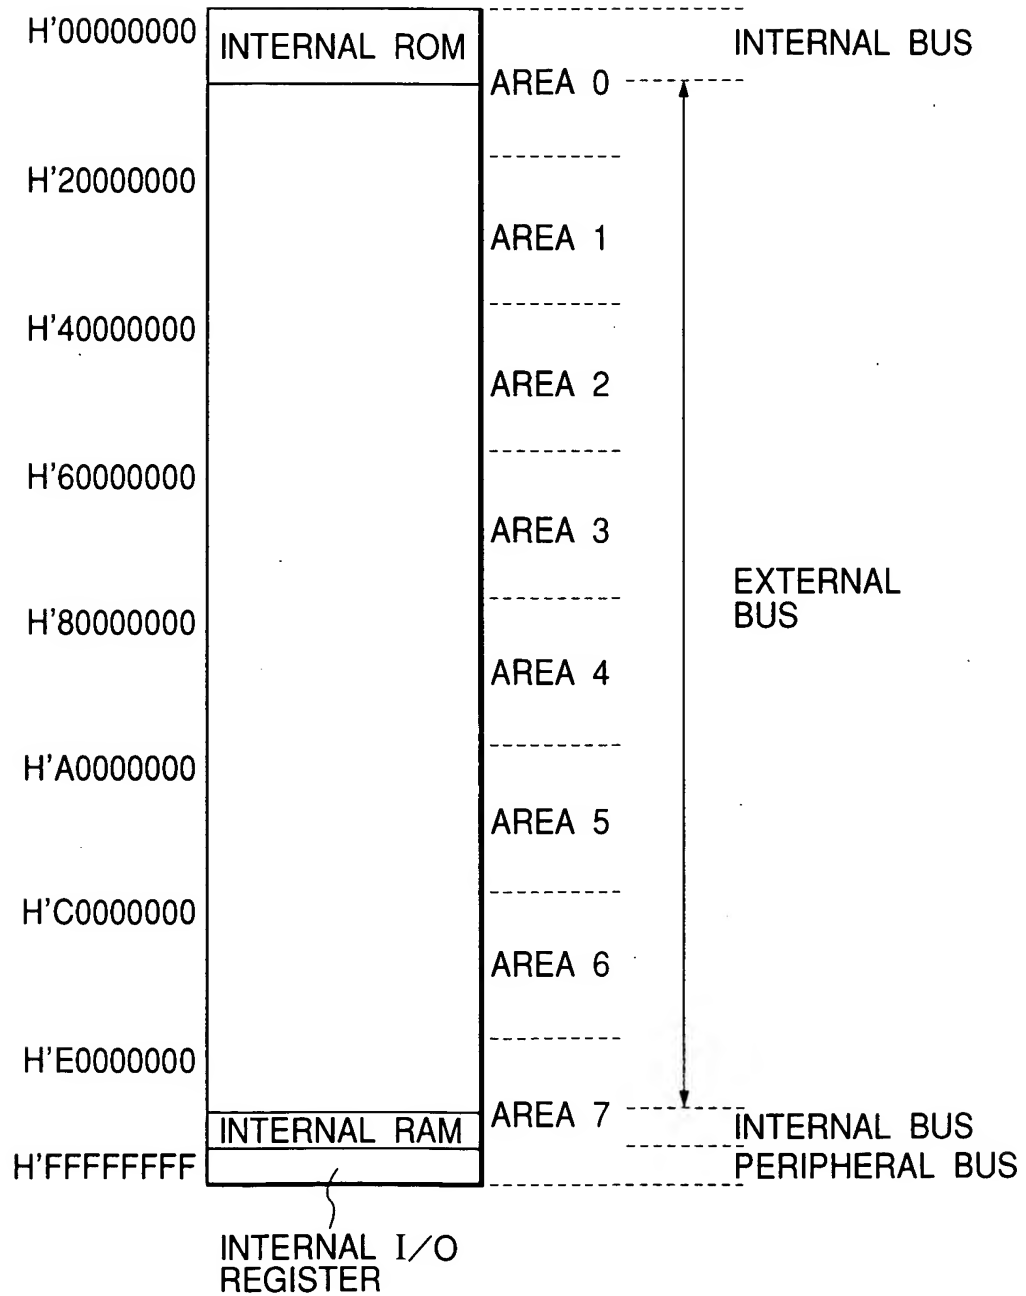 H'00000000
INTERNAL ROM
INTERNAL BUS
AREA 0
H'20000000
AREA 1
H'40000000
AREA 2
H'60000000
AREA 3
EXTERNAL
BUS
H'80000000
AREA 4
H'A0000000
AREA 5
H'C0000000
AREA 6
H'E0000000
AREA 7
INTERNAL RAM
INTERNAL BUS
H'FFFFFFFF
PERIPHERAL BUS
INTERNAL I/O
REGISTER